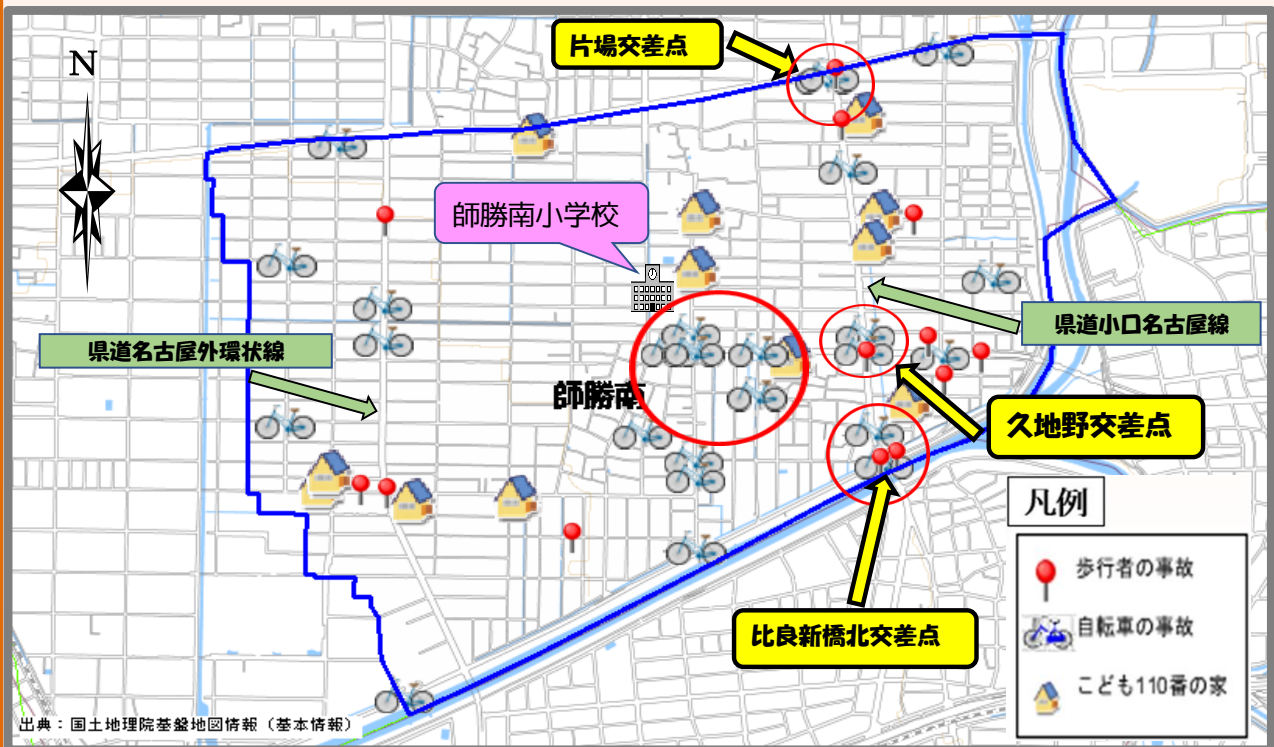 N
片場交差点
師勝南小学校
県道小口名古屋線
県道名古屋外環状線
師勝南
久地野交差点
比良新橋北交差点
凡例
歩行者の事故
自転車の事故
こども110番の家
出典：国土地理院基盤地図情報（基本情報）